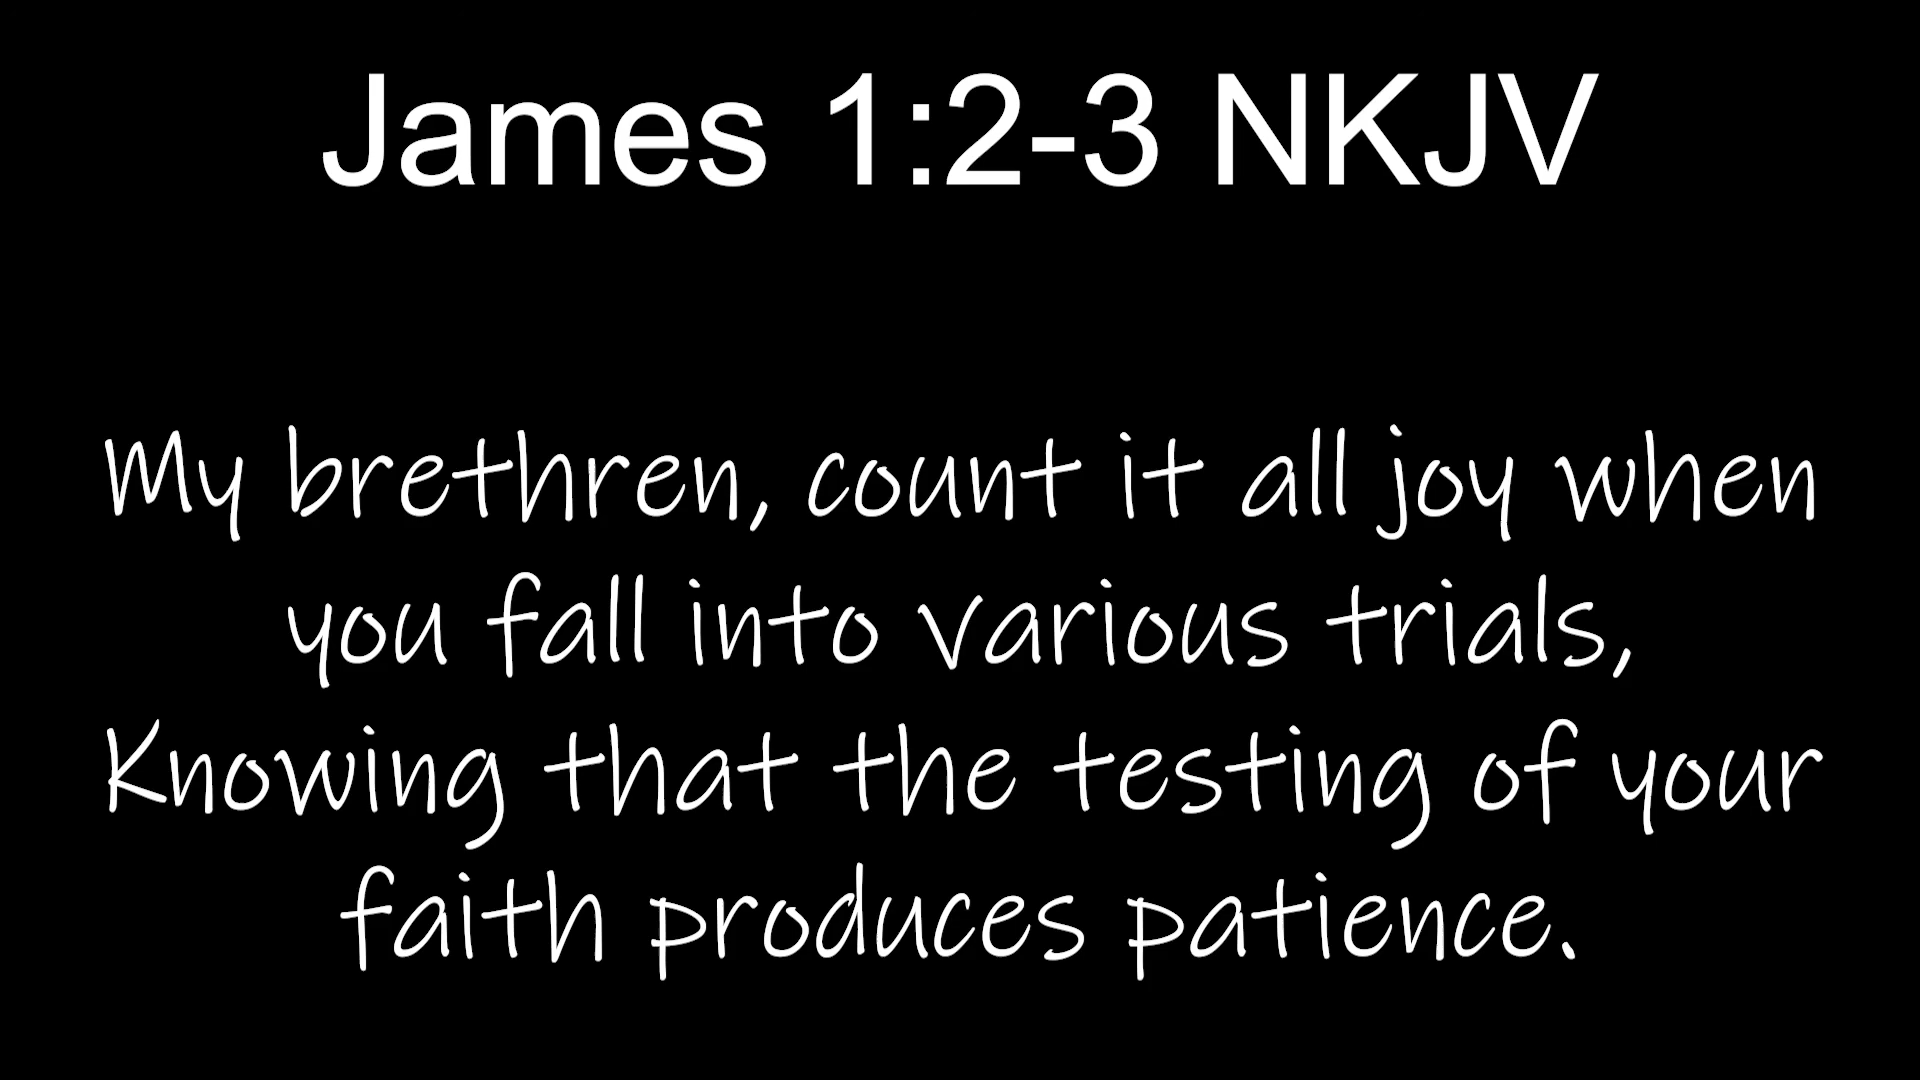 James 1:2-3 NKJV
My brethren, count it all joy when
you fall into various trials,
Knowing that the testing of your
faith produces patience.